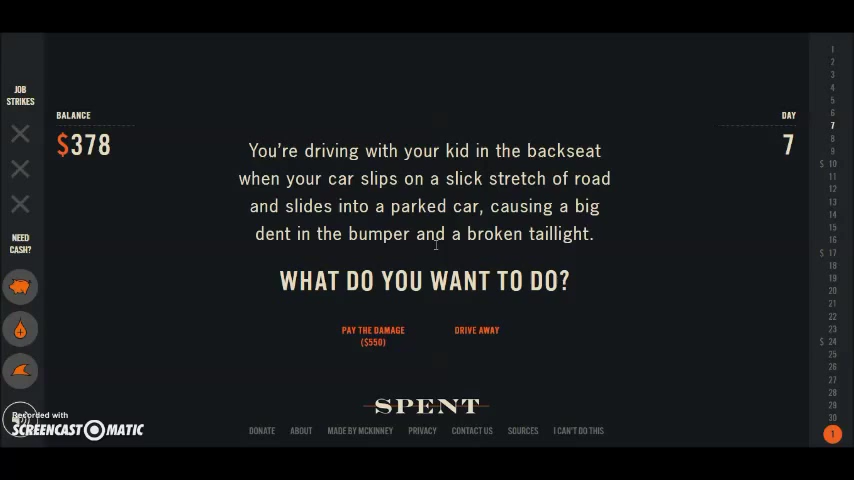 JOB
STRIKES
BALANCE
$378
NEED
CASH?
DAY
7
You're driving with your kid in the backseat
when your car slips on a slick stretch of road
and slides into a parked car, causing a big
dent in the bumper and a broken taillight.
WHAT DO YOU WANT TO DO?
PAY THE DAMAGE
($550)
DRIVE AWAY
SPENT
DONATE ABOUT MADE BY MCKINNEY PRIVACY CONTACT US SOURCES I CAN'T DO THIS
Recorded with
SCREENCAST-O-MATIC
1
2
3
4
5
6
7
8
9
$ 10
11
12
13
14
15
16
$ 17
18
19
20
21
22
23
$ 24
25
26
27
28
29
30
1